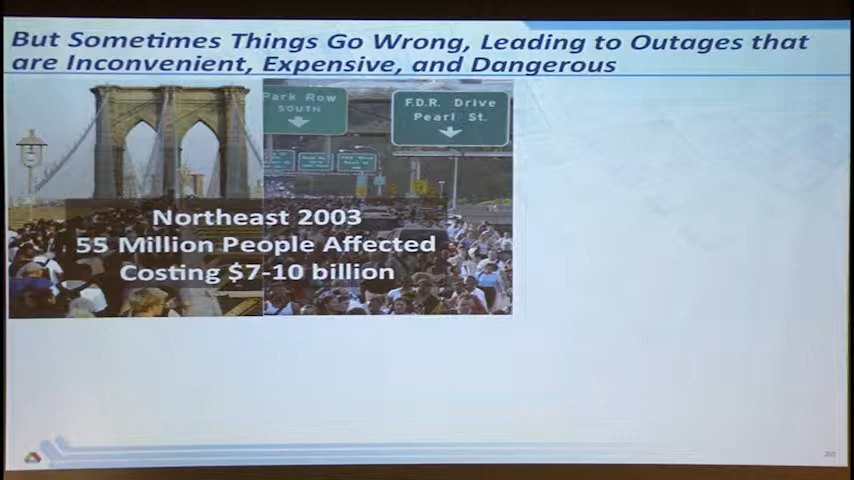 But Sometimes Things Go Wrong, Leading to Outages that
are Inconvenient, Expensive, and Dangerous
Park Row
SOUTH
F.D.R. Drive
Pearl St.
Northeast 2003
55 Million People Affected
Costing $7-10 billion
20